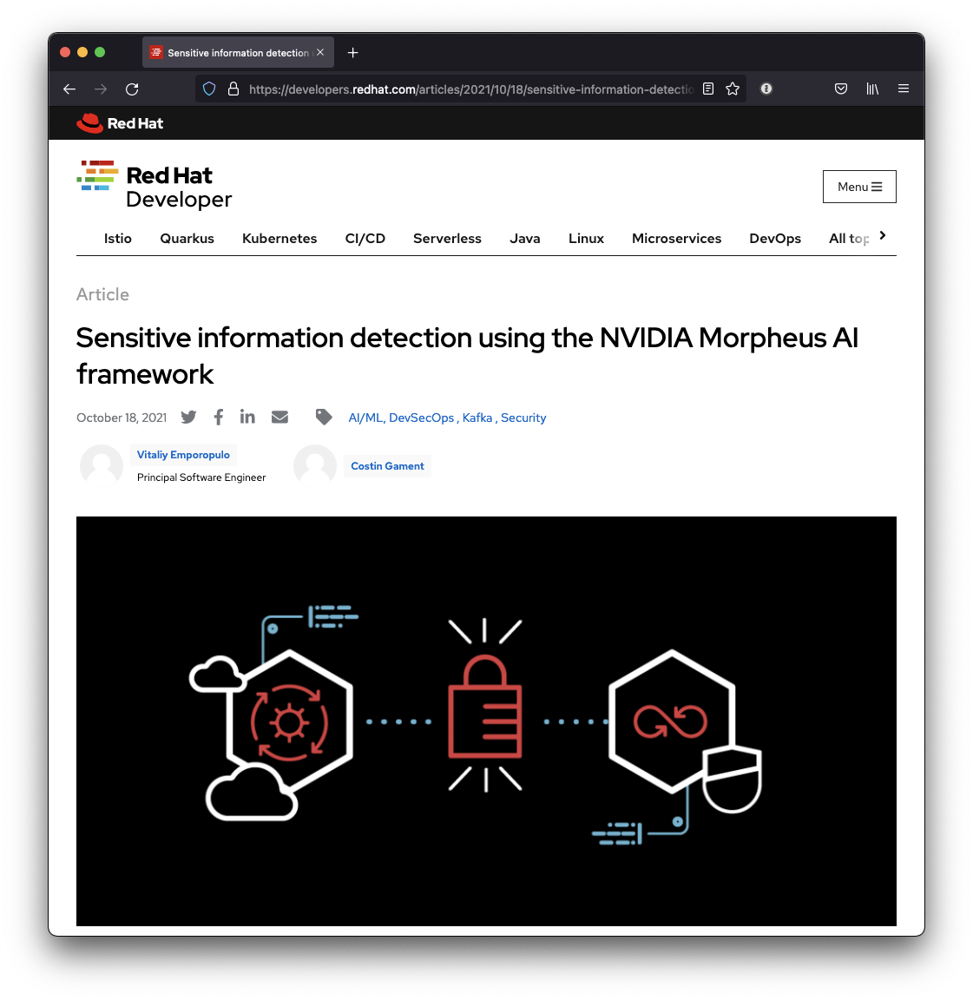 Sensitive information detection
https://developers.redhat.com/articles/2021/10/18/sensitive-information-detectio
Red Hat
Red Hat
Developer
Menu
Istio Quarkus Kubernetes CI/CD Serverless Java Linux Microservices DevOps All top
Article
Sensitive information detection using the NVIDIA Morpheus AI
framework
October 18, 2021 AI/ML, DevSecOps , Kafka , Security
Vitaliy Emporopulo
Principal Software Engineer
Costin Gament